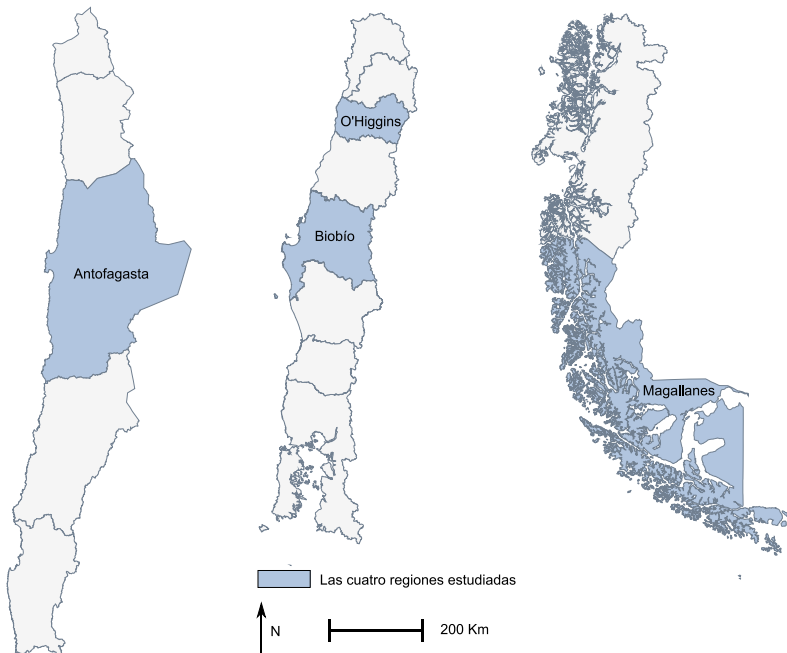 O'Higgins
Biobío
Antofagasta
Magallanes
Las cuatro regiones estudiadas
N
200 Km